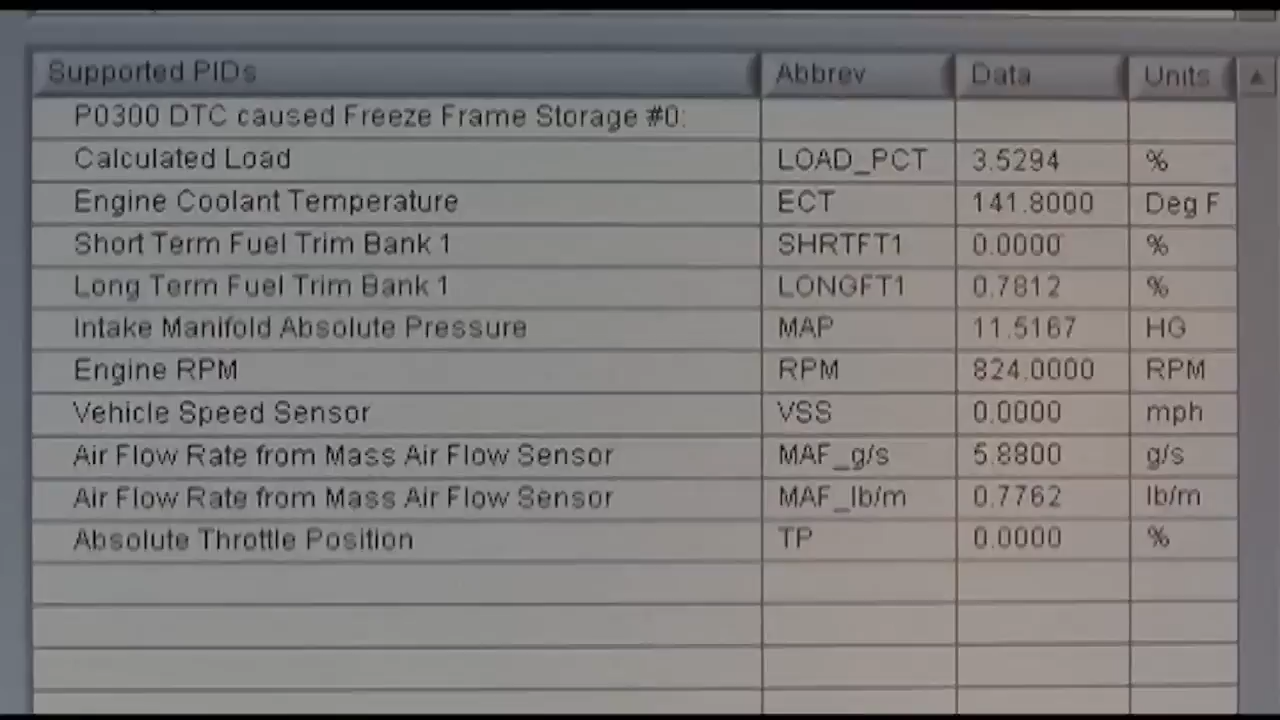 Supported PIDs Abbrev Data Units
P0300 DTC caused Freeze Frame Storage #0:
Calculated Load LOAD_PCT 3.5294 %
Engine Coolant Temperature ECT 141.8000 Deg F
Short Term Fuel Trim Bank 1 SHRTFT1 0.0000 %
Long Term Fuel Trim Bank 1 LONGFT1 0.7812 %
Intake Manifold Absolute Pressure MAP 11.5167 HG
Engine RPM RPM 824.0000 RPM
Vehicle Speed Sensor VSS 0.0000 mph
Air Flow Rate from Mass Air Flow Sensor MAF_g/s 5.8800 g/s
Air Flow Rate from Mass Air Flow Sensor MAF_lb/m 0.7762 lb/m
Absolute Throttle Position TP 0.0000 %